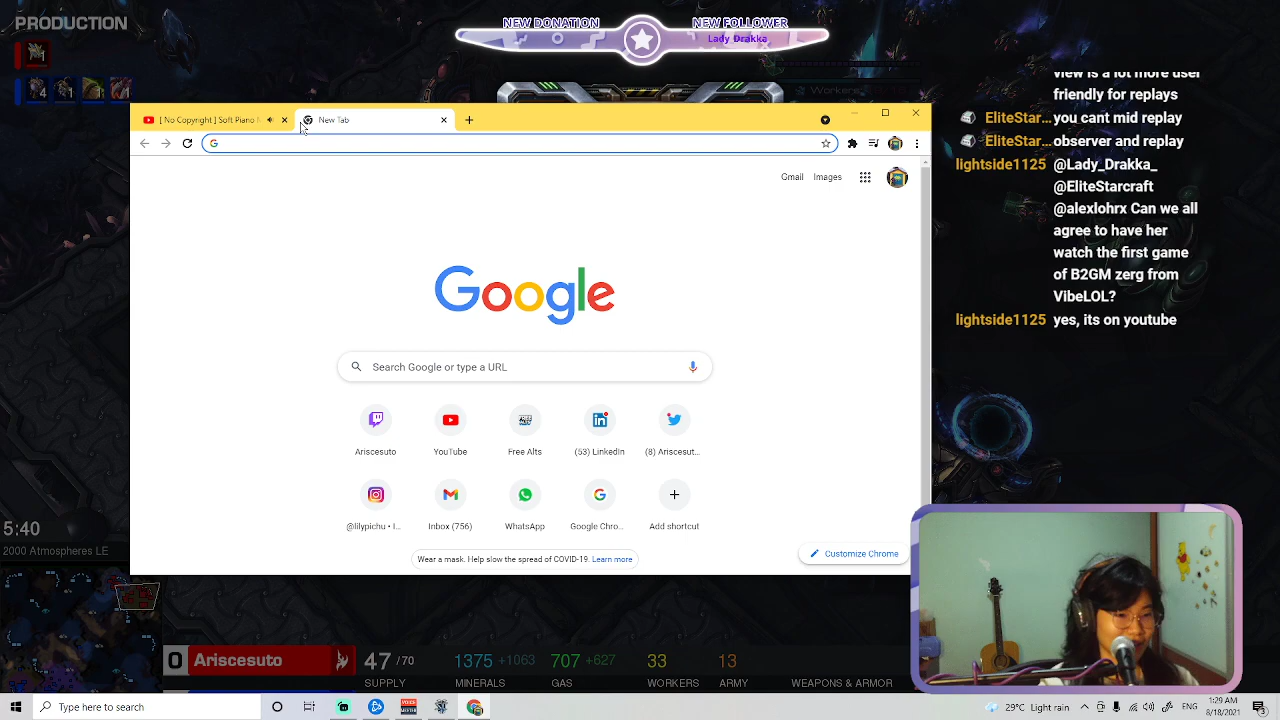 PRODUCTION
NEW DONATION
NEW FOLLOWER
Lady Drakka
Workers
[ No Copyright ] Soft Piano
New Tab
Gmail
Images
Google
Search Google or type a URL
Ariscesuto
YouTube
Free Alts
(53) LinkedIn
(8) Ariscesut...
@lilypichu • I...
Inbox (756)
WhatsApp
Google Chro...
Add shortcut
Wear a mask. Help slow the spread of COVID-19. Learn more
Customize Chrome
view is a lot more user
friendly for replays
EliteStar... you cant mid replay
EliteStar... observer and replay
lightside1125 @Lady_Drakka_
@EliteStarcraft
@alexlohrx Can we all
agree to have her
watch the first game
of B2GM zerg from
VibeLOL?
lightside1125 yes, its on youtube
5:40
2000 Atmospheres LE
0 Ariscesuto
47 /70
SUPPLY
1375 +1063
MINERALS
707 +627
GAS
33
WORKERS
13
ARMY
WEAPONS & ARMOR
Type here to search
VOICE
MEETER
29°C Light rain
1:29 AM
8/18/2021